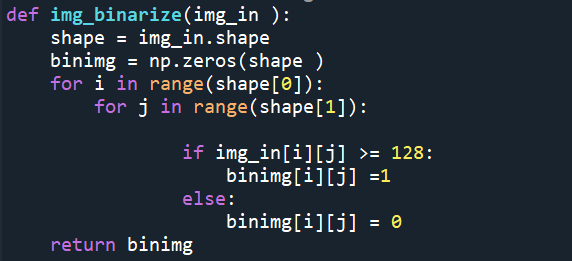 def img_binarize(img_in ):
    shape = img_in.shape
    binimg = np.zeros(shape )
    for i in range(shape[0]):
        for j in range(shape[1]):
                if img_in[i][j] >= 128:
                    binimg[i][j] =1
                else:
                    binimg[i][j] = 0
    return binimg